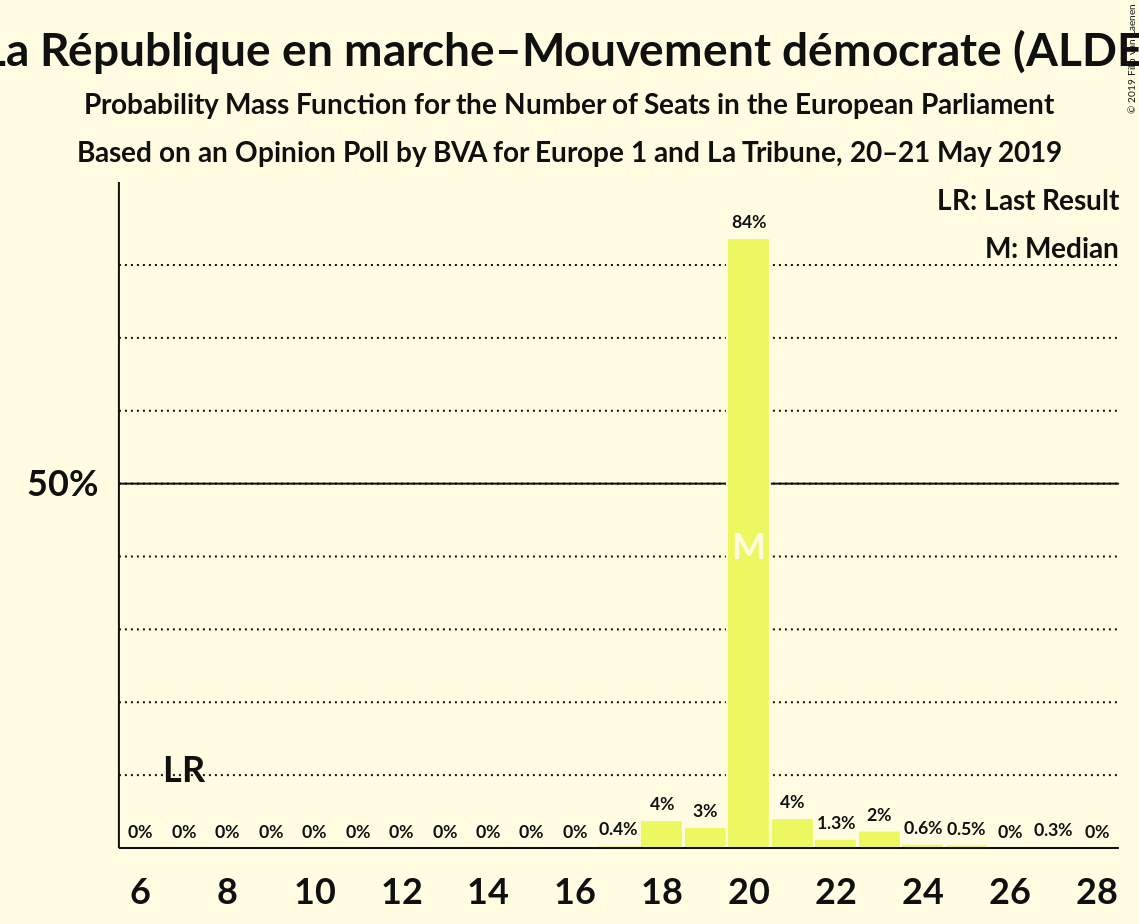 La République en marche–Mouvement démocrate (ALDE
Probability Mass Function for the Number of Seats in the European Parliament
Based on an Opinion Poll by BVA for Europe 1 and La Tribune, 20–21 May 2019
© 2019 Filip van Laenen
LR: Last Result
M: Median
84%
50%
M
LR
0% 0% 0% 0% 0% 0% 0% 0% 0% 0% 0% 0.4% 4% 3% 4% 1.3% 2% 0.6% 0.5% 0% 0.3% 0%
6 8 10 12 14 16 18 20 22 24 26 28